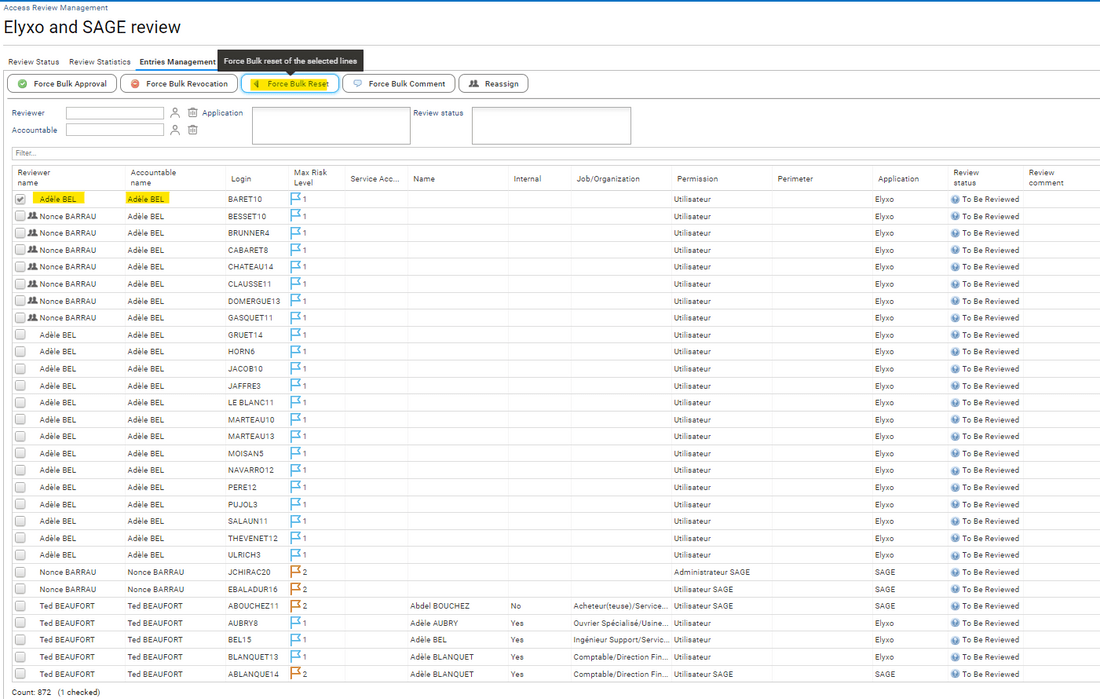 Access Review Management
Elyxo and SAGE review
Review Status Review Statistics Entries Management Force Bulk reset of the selected lines
Force Bulk Approval Force Bulk Revocation Force Bulk Reset Force Bulk Comment Reassign
Reviewer Application Review status
Accountable
Filter...
Reviewer name Accountable name Login Max Risk Level Service Acc... Name Internal Job/Organization Permission Perimeter Application Review status Review comment
Adèle BEL Adèle BEL BARET10 1 Utilisateur Elyxo To Be Reviewed
Nonce BARRAU Adèle BEL BESSET10 1 Utilisateur Elyxo To Be Reviewed
Nonce BARRAU Adèle BEL BRUNNER4 1 Utilisateur Elyxo To Be Reviewed
Nonce BARRAU Adèle BEL CABARET8 1 Utilisateur Elyxo To Be Reviewed
Nonce BARRAU Adèle BEL CHATEAU14 1 Utilisateur Elyxo To Be Reviewed
Nonce BARRAU Adèle BEL CLAUSSE11 1 Utilisateur Elyxo To Be Reviewed
Nonce BARRAU Adèle BEL DOMERGUE13 1 Utilisateur Elyxo To Be Reviewed
Nonce BARRAU Adèle BEL GASQUET11 1 Utilisateur Elyxo To Be Reviewed
Adèle BEL Adèle BEL GRUET14 1 Utilisateur Elyxo To Be Reviewed
Adèle BEL Adèle BEL HORN6 1 Utilisateur Elyxo To Be Reviewed
Adèle BEL Adèle BEL JACOB10 1 Utilisateur Elyxo To Be Reviewed
Adèle BEL Adèle BEL JAFFRE3 1 Utilisateur Elyxo To Be Reviewed
Adèle BEL Adèle BEL LE BLANC11 1 Utilisateur Elyxo To Be Reviewed
Adèle BEL Adèle BEL MARTEAU10 1 Utilisateur Elyxo To Be Reviewed
Adèle BEL Adèle BEL MARTEAU13 1 Utilisateur Elyxo To Be Reviewed
Adèle BEL Adèle BEL MOISAN5 1 Utilisateur Elyxo To Be Reviewed
Adèle BEL Adèle BEL NAVARRO12 1 Utilisateur Elyxo To Be Reviewed
Adèle BEL Adèle BEL PERE12 1 Utilisateur Elyxo To Be Reviewed
Adèle BEL Adèle BEL PUJOL3 1 Utilisateur Elyxo To Be Reviewed
Adèle BEL Adèle BEL SALAUN11 1 Utilisateur Elyxo To Be Reviewed
Adèle BEL Adèle BEL THEVENET12 1 Utilisateur Elyxo To Be Reviewed
Adèle BEL Adèle BEL ULRICH3 1 Utilisateur Elyxo To Be Reviewed
Nonce BARRAU Nonce BARRAU JCHIRAC20 2 Administrateur SAGE SAGE To Be Reviewed
Nonce BARRAU Nonce BARRAU EBALADUR16 2 Utilisateur SAGE SAGE To Be Reviewed
Ted BEAUFORT Ted BEAUFORT ABOUCHEZ11 2 Abdel BOUCHEZ No Acheteur(teuse)/Service... Utilisateur SAGE SAGE To Be Reviewed
Ted BEAUFORT Ted BEAUFORT AUBRY8 1 Adèle AUBRY Yes Ouvrier Spécialisé/Usine... Utilisateur Elyxo To Be Reviewed
Ted BEAUFORT Ted BEAUFORT BEL15 1 Adèle BEL Yes Ingénieur Support/Servic... Utilisateur Elyxo To Be Reviewed
Ted BEAUFORT Ted BEAUFORT BLANQUET13 1 Adèle BLANQUET Yes Comptable/Direction Fin... Utilisateur Elyxo To Be Reviewed
Ted BEAUFORT Ted BEAUFORT ABLANQUE14 2 Adèle BLANQUET Yes Comptable/Direction Fin... Utilisateur SAGE SAGE To Be Reviewed
Count: 872 (1 checked)